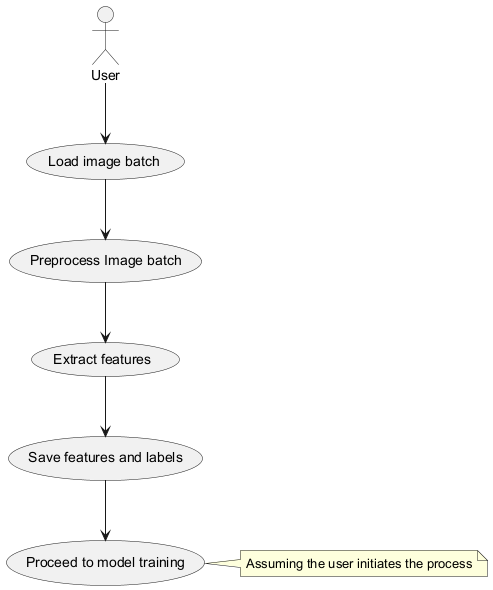 User
Load image batch
Preprocess Image batch
Extract features
Save features and labels
Proceed to model training
Assuming the user initiates the process